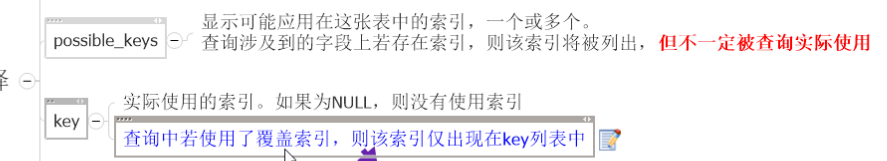 显示可能应用在这张表中的索引，一个或多个。
possible_keys
查询涉及到的字段上若存在索引，则该索引将被列出，但不一定被查询实际使用
实际使用的索引。如果为NULL，则没有使用索引
key
查询中若使用了覆盖索引，则该索引仅出现在key列表中